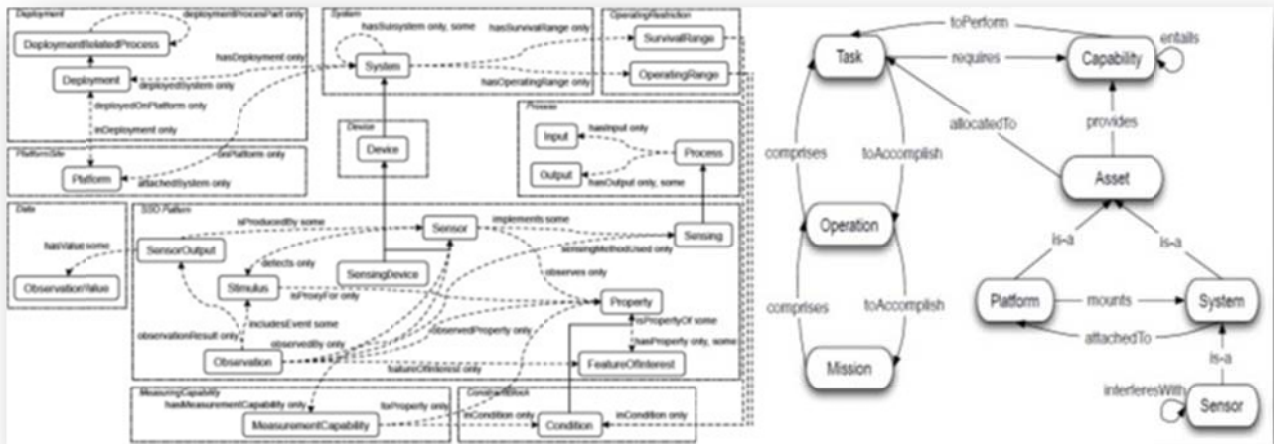 Deployment
deploymentProcessPart only
DeploymentRelatedProcess
Deployment
deployedOnPlatform only
inDeployment only
PlatformSite
Platform
onPlatform only
attachedSystem only
hasDeployment only
deployedSystem only
System
hasSubsystem only, some
System
hasSurvivalRange only
hasOperatingRange only
OperatingRestriction
SurvivalRange
OperatingRange
Device
Device
Process
Input
hasInput only
Process
Output
hasOutput only, some
Data
hasValue some
ObservationValue
SSO Pattern
isProducedBy some
Sensor
implements some
SensorOutput
detects only
Sensing
sensingMethodUsed only
Stimulus
SensingDevice
observes only
isProxyFor only
Property
includesEvent some
observationResult only
observedBy only
observedProperty only
isPropertyOf some
hasProperty only, some
Observation
featureOfInterest only
FeatureOfInterest
MeasuringCapability
hasMeasurementCapability only
forProperty only
MeasurementCapability
ConstraintBlock
inCondition only
Condition
inCondition only
toPerform
Task
requires
Capability
entails
allocatedTo
provides
comprises
toAccomplish
Asset
Operation
is-a
is-a
comprises
toAccomplish
Platform
mounts
System
attachedTo
Mission
is-a
interferesWith
Sensor